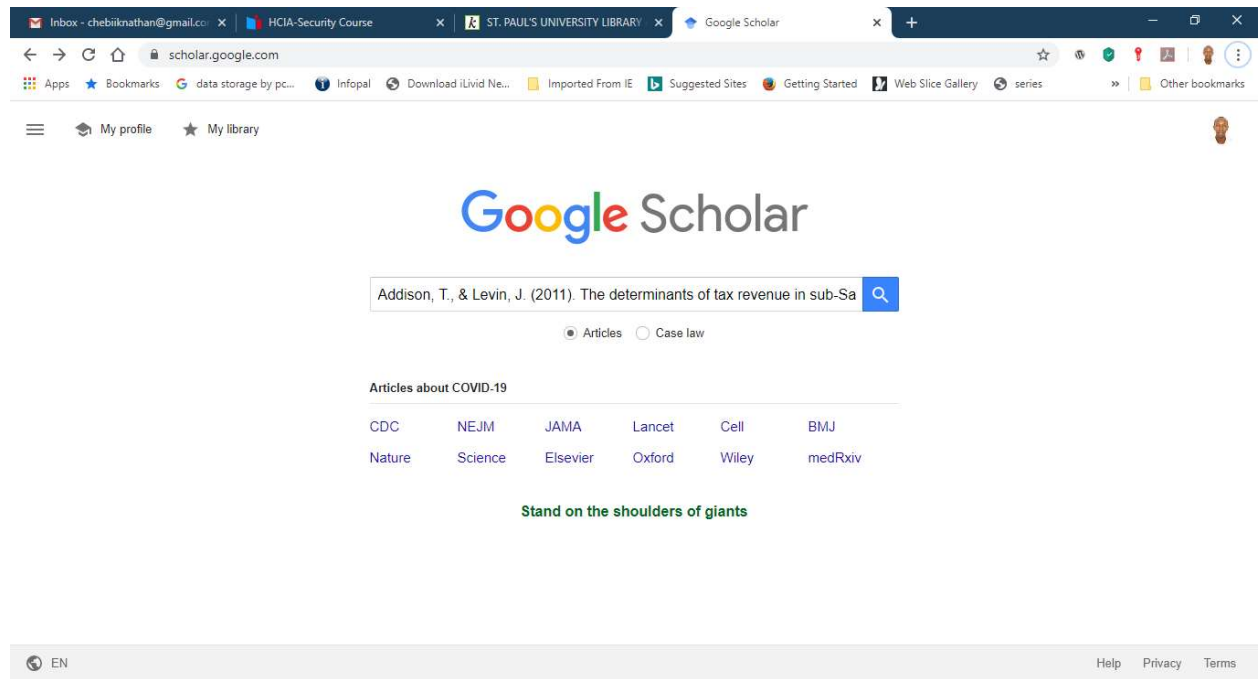 Inbox - chebiiknathan@gmail.cor HCIA-Security Course ST. PAUL'S UNIVERSITY LIBRARY Google Scholar
scholar.google.com
Apps Bookmarks data storage by pc... Infopal Download iLivid Ne... Imported From IE Suggested Sites Getting Started Web Slice Gallery series » Other bookmarks
My profile My library
Google Scholar
Addison, T., & Levin, J. (2011). The determinants of tax revenue in sub-Sa
Articles Case law
Articles about COVID-19
CDC NEJM JAMA Lancet Cell BMJ
Nature Science Elsevier Oxford Wiley medRxiv
Stand on the shoulders of giants
EN Help Privacy Terms